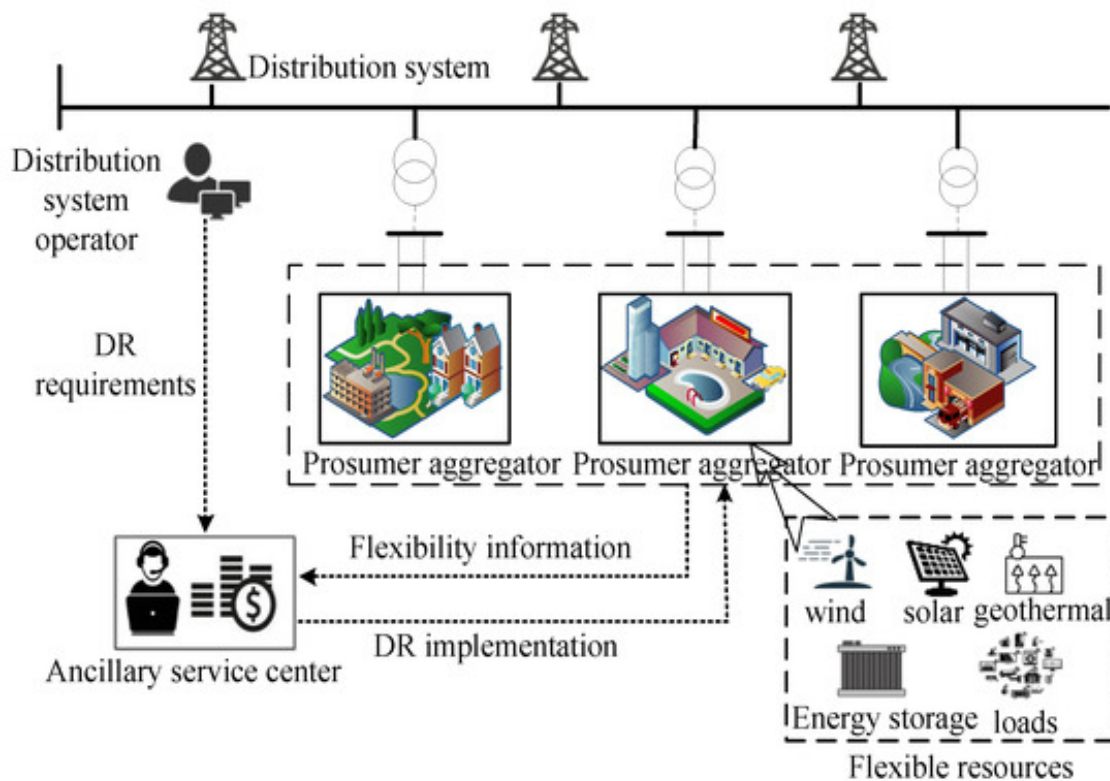 Distribution system
Distribution
system
operator
DR
requirements
Prosumer aggregator
Prosumer aggregator
Prosumer aggregator
Flexibility information
DR implementation
$
Ancillary service center
wind
solar
geothermal
Energy storage
loads
Flexible resources